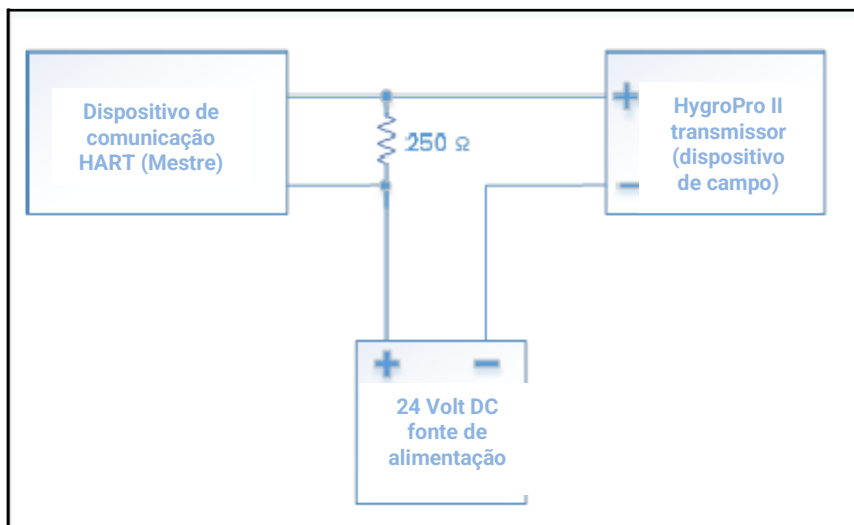 Dispositivo de
comunicação
HART (Mestre)
250 Ω
+
HygroPro II
transmissor
(dispositivo
de campo)
−
+ −
24 Volt DC
fonte de
alimentação